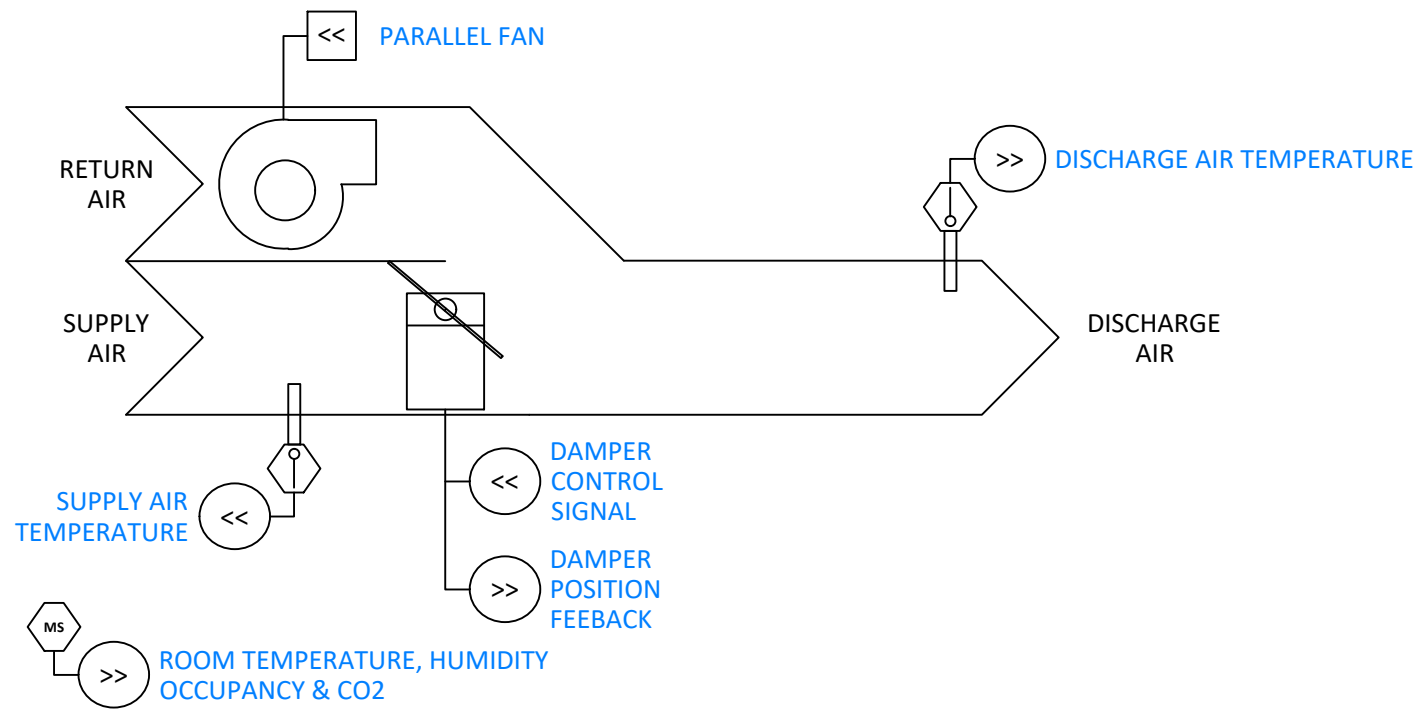 << PARALLEL FAN
RETURN
AIR
>> DISCHARGE AIR TEMPERATURE
SUPPLY
AIR
DISCHARGE
AIR
SUPPLY AIR
TEMPERATURE
<<
<<
DAMPER
CONTROL
SIGNAL
>>
DAMPER
POSITION
FEEBACK
MS
>>
ROOM TEMPERATURE, HUMIDITY
OCCUPANCY & CO2